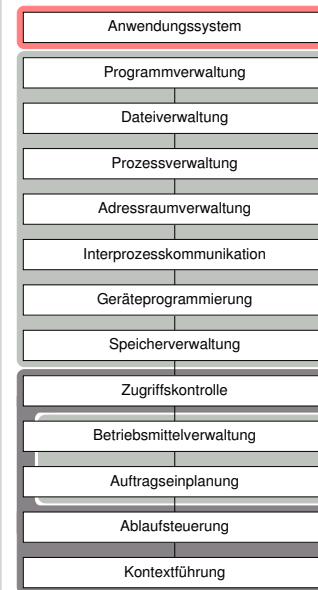 Anwendungssystem
Programmverwaltung
Dateiverwaltung
Prozessverwaltung
Adressraumverwaltung
Interprozesskommunikation
Geräteprogrammierung
Speicherverwaltung
Zugriffskontrolle
Betriebsmittelverwaltung
Auftragseinplanung
Ablaufsteuerung
Kontextführung